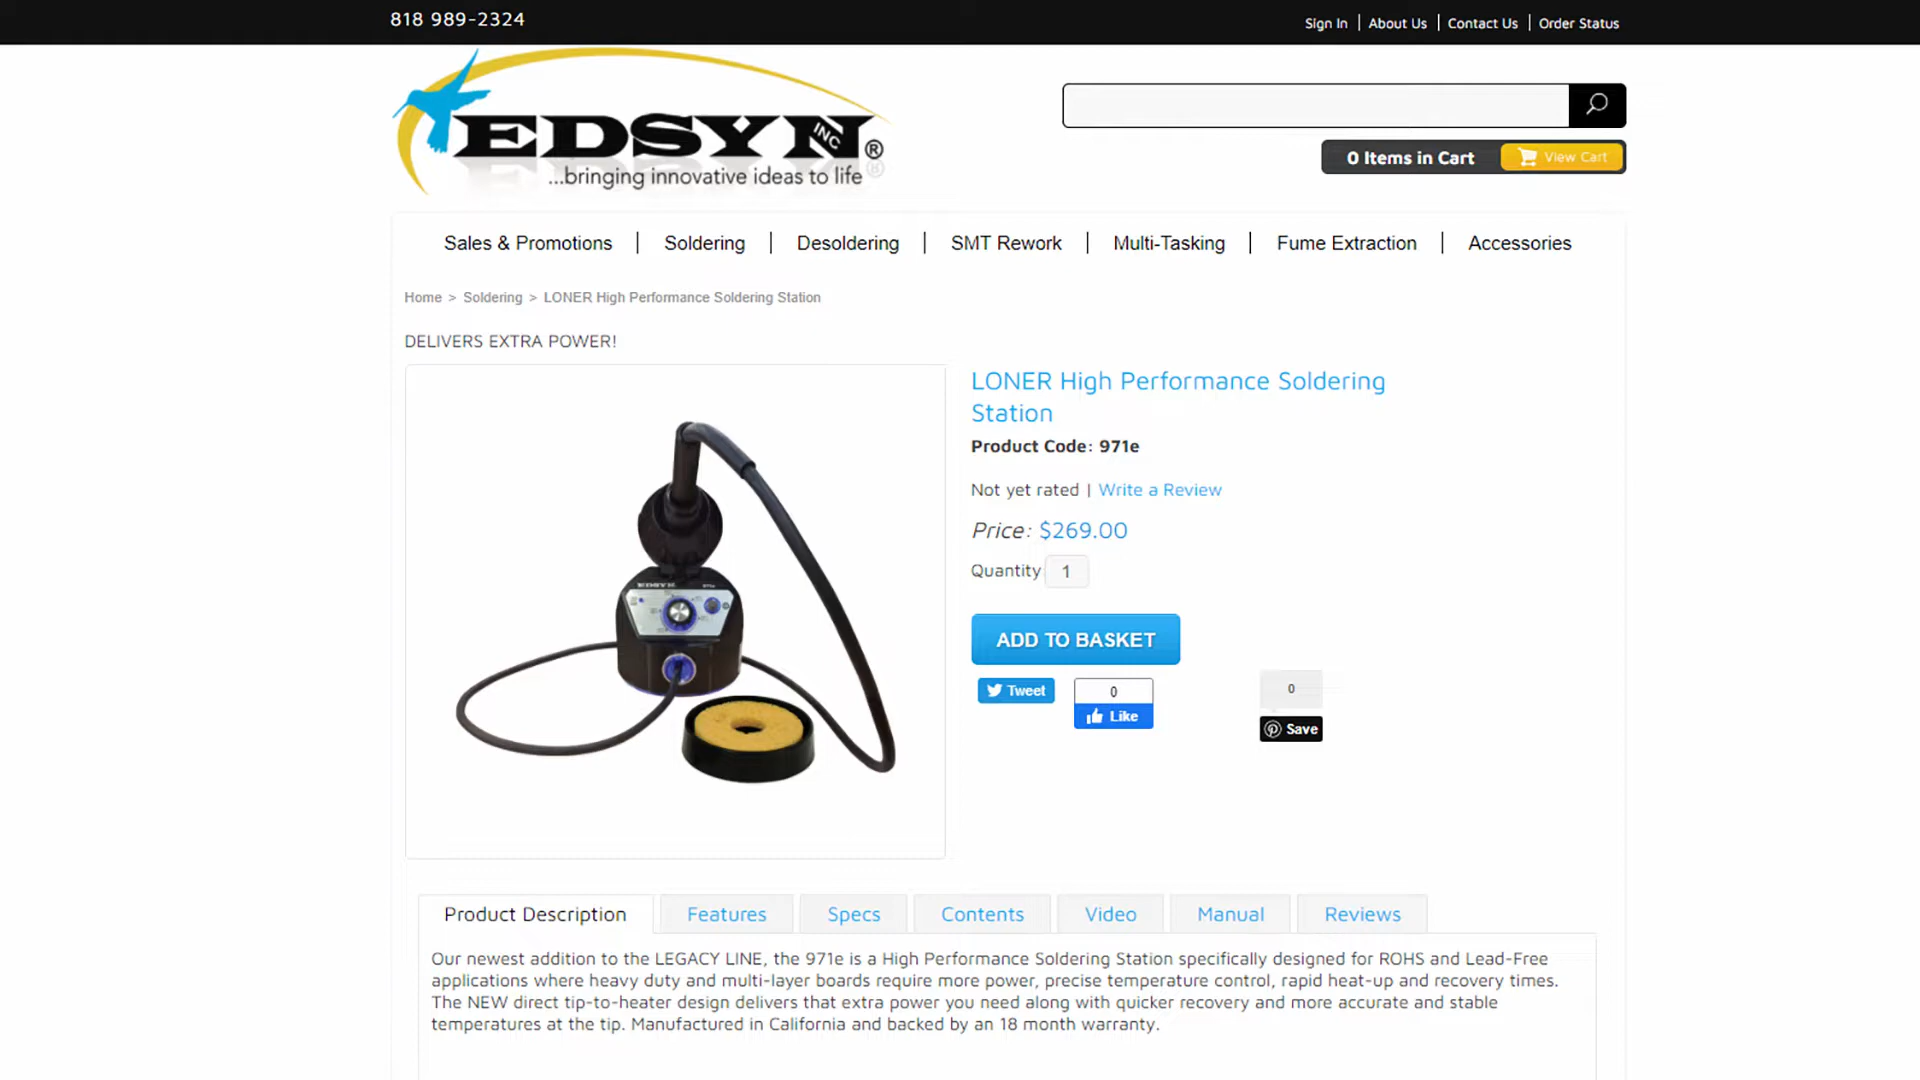 818 989-2324
Sign In | About Us | Contact Us | Order Status
EDSYN INC ®
...bringing innovative ideas to life
0 Items in Cart
View Cart
Sales & Promotions | Soldering | Desoldering | SMT Rework | Multi-Tasking | Fume Extraction | Accessories
Home > Soldering > LONER High Performance Soldering Station
DELIVERS EXTRA POWER!
LONER High Performance Soldering
Station
Product Code: 971e
Not yet rated | Write a Review
Price: $269.00
Quantity 1
ADD TO BASKET
Tweet
0
Like
0
Save
EDSYN
Product Description
Features
Specs
Contents
Video
Manual
Reviews
Our newest addition to the LEGACY LINE, the 971e is a High Performance Soldering Station specifically designed for ROHS and Lead-Free
applications where heavy duty and multi-layer boards require more power, precise temperature control, rapid heat-up and recovery times.
The NEW direct tip-to-heater design delivers that extra power you need along with quicker recovery and more accurate and stable
temperatures at the tip. Manufactured in California and backed by an 18 month warranty.